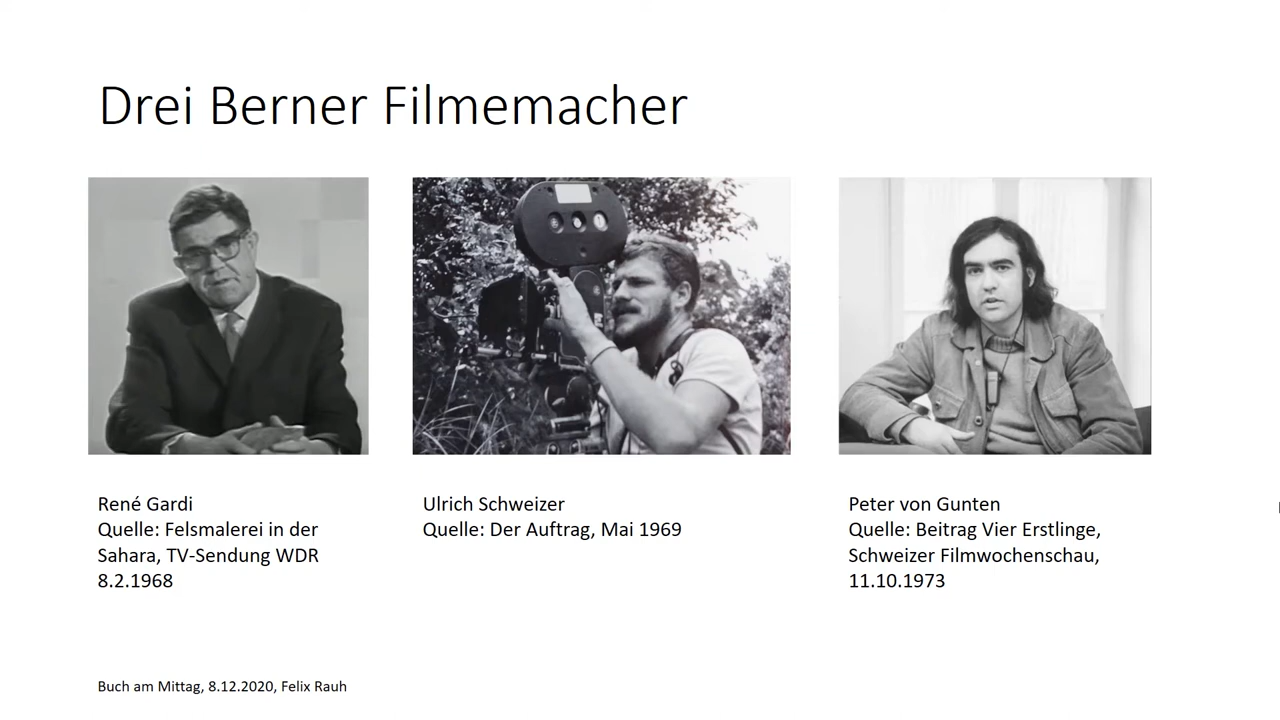 Drei Berner Filmemacher
René Gardi
Quelle: Felsmalerei in der
Sahara, TV-Sendung WDR
8.2.1968
Ulrich Schweizer
Quelle: Der Auftrag, Mai 1969
Peter von Gunten
Quelle: Beitrag Vier Erstlinge,
Schweizer Filmwochenschau,
11.10.1973
Buch am Mittag, 8.12.2020, Felix Rauh